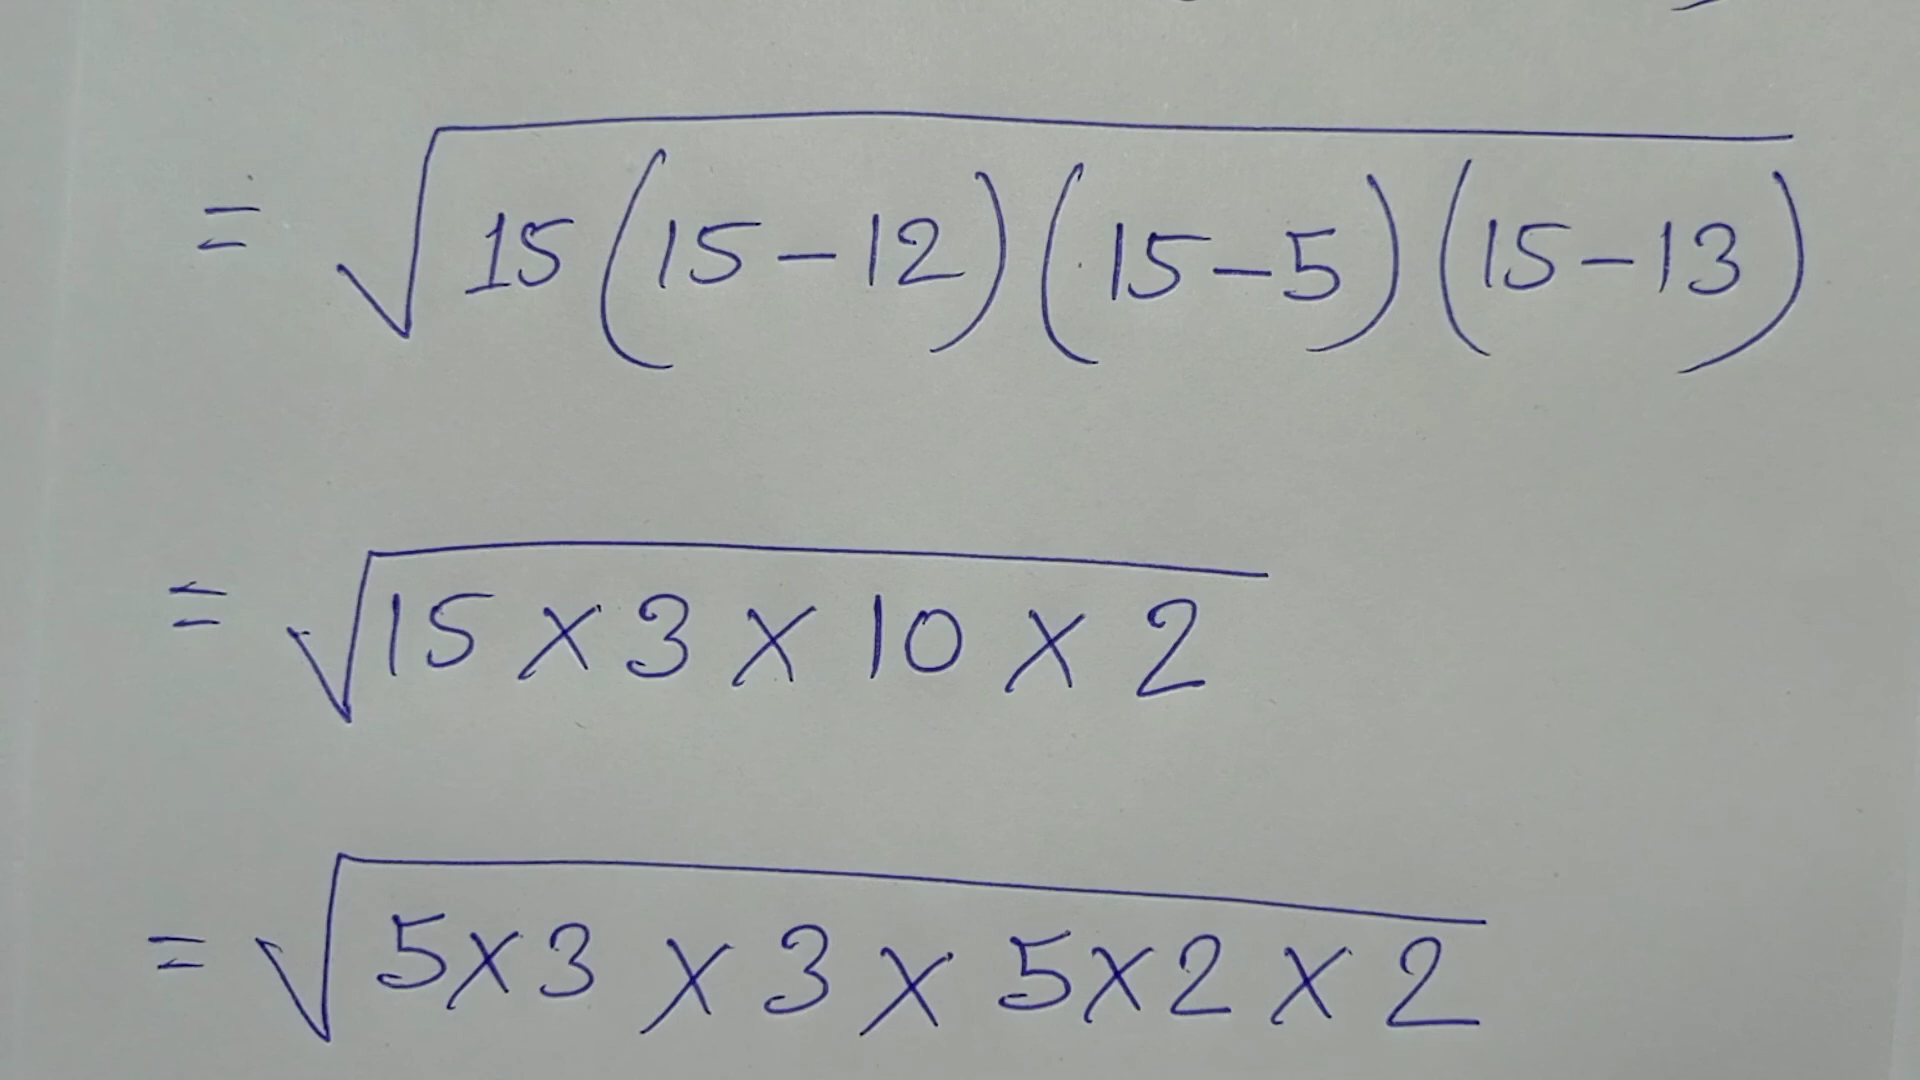 = √15(15-12)(15-5)(15-13)
= √15 × 3 × 10 × 2
= √5×3 × 3 × 5×2 × 2